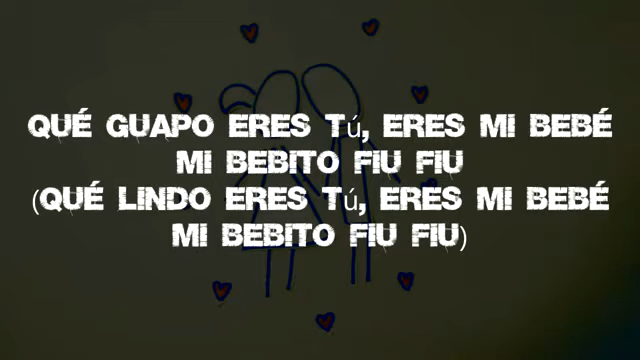 QUÉ GUAPO ERES Tú, ERES MI BEBÉ
MI BEBITO FIU FIU
(QUÉ LINDO ERES Tú, ERES MI BEBÉ
MI BEBITO FIU FIU)